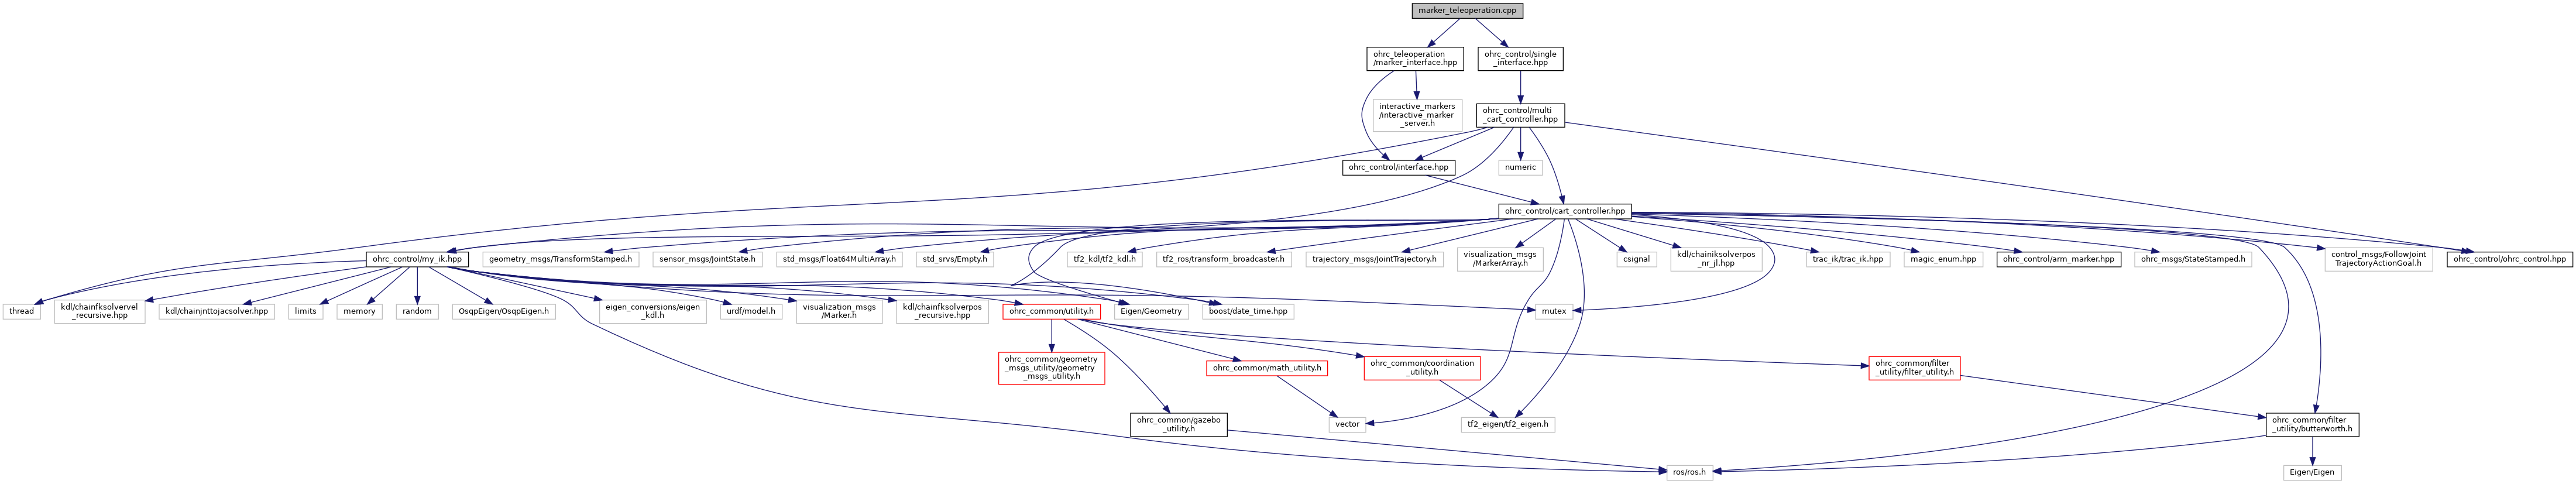 marker_teleoperation.cpp
ohrc_teleoperation
/marker_interface.hpp
ohrc_control/single
_interface.hpp
interactive_markers
/interactive_marker
_server.h
ohrc_control/multi
_cart_controller.hpp
ohrc_control/interface.hpp
numeric
ohrc_control/cart_controller.hpp
ohrc_control/my_ik.hpp
geometry_msgs/TransformStamped.h
sensor_msgs/JointState.h
std_msgs/Float64MultiArray.h
std_srvs/Empty.h
tf2_kdl/tf2_kdl.h
tf2_ros/transform_broadcaster.h
trajectory_msgs/JointTrajectory.h
visualization_msgs
/MarkerArray.h
csignal
kdl/chainiksolverpos
_nr_jl.hpp
trac_ik/trac_ik.hpp
magic_enum.hpp
ohrc_control/arm_marker.hpp
ohrc_msgs/StateStamped.h
control_msgs/FollowJoint
TrajectoryActionGoal.h
ohrc_control/ohrc_control.hpp
thread
kdl/chainfksolvervel
_recursive.hpp
kdl/chainjnttojacsolver.hpp
limits
memory
random
OsqpEigen/OsqpEigen.h
eigen_conversions/eigen
_kdl.h
urdf/model.h
visualization_msgs
/Marker.h
kdl/chainfksolverpos
_recursive.hpp
ohrc_common/utility.h
Eigen/Geometry
boost/date_time.hpp
mutex
ohrc_common/geometry
_msgs_utility/geometry
_msgs_utility.h
ohrc_common/math_utility.h
ohrc_common/coordination
_utility.h
ohrc_common/filter
_utility/filter_utility.h
ohrc_common/gazebo
_utility.h
vector
tf2_eigen/tf2_eigen.h
ohrc_common/filter
_utility/butterworth.h
ros/ros.h
Eigen/Eigen